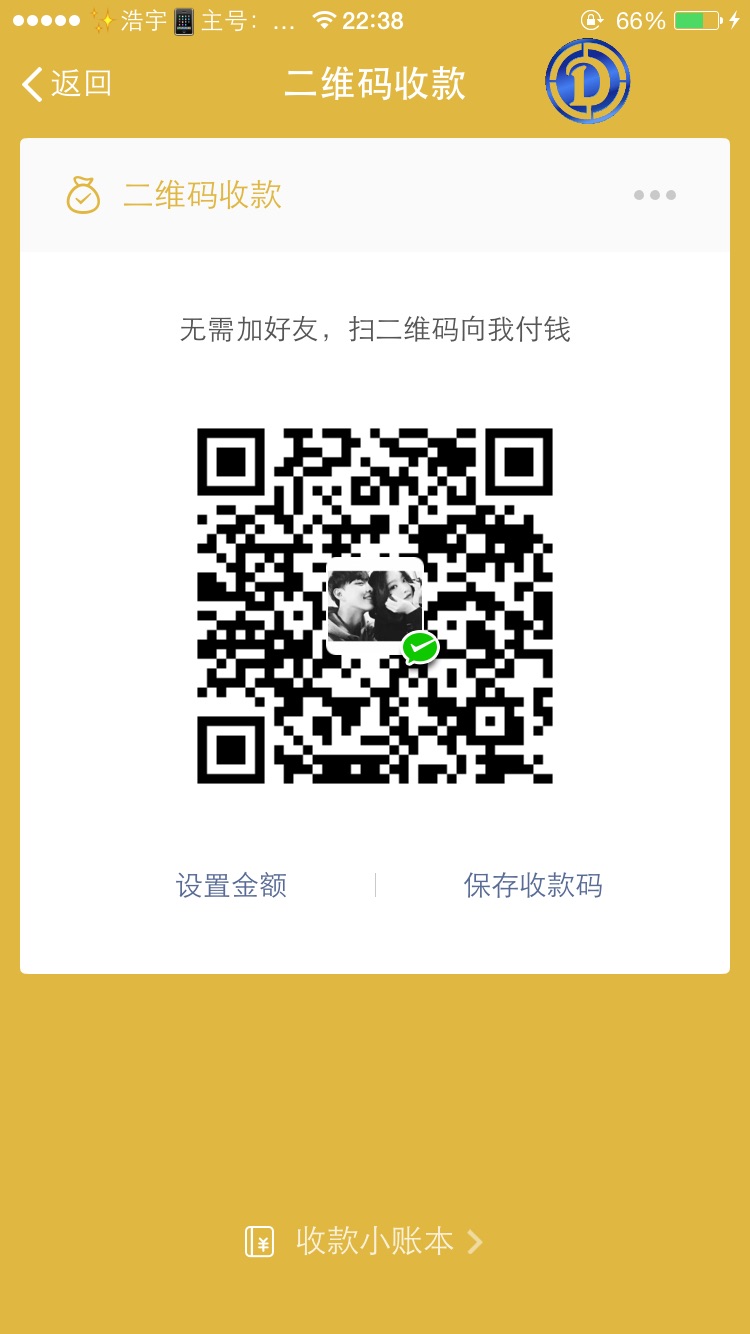 ✨浩宇📱主号：... 22:38 66%
返回 二维码收款 D
二维码收款
无需加好友，扫二维码向我付钱
设置金额 保存收款码
¥ 收款小账本